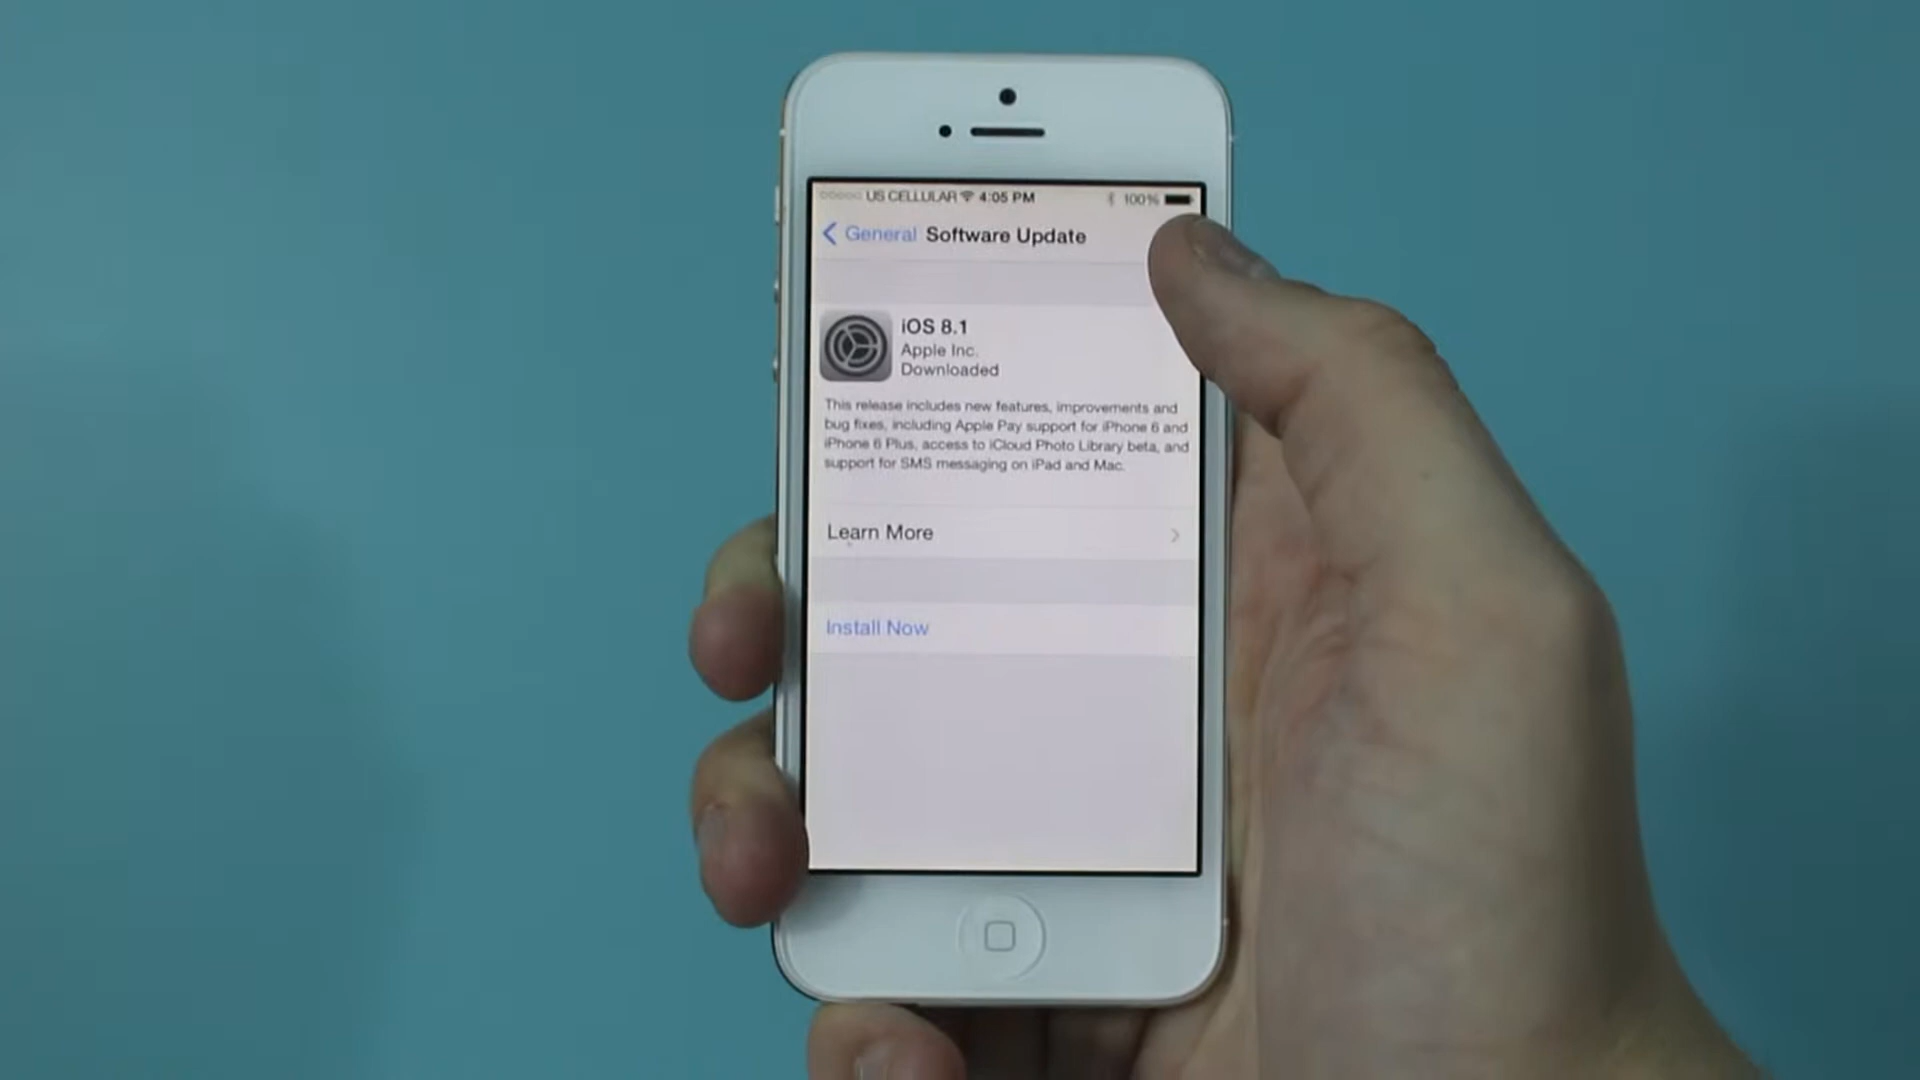 US CELLULAR 4:05 PM 100%
General Software Update
iOS 8.1
Apple Inc.
Downloaded
This release includes new features, improvements and
bug fixes, including Apple Pay support for iPhone 6 and
iPhone 6 Plus, access to iCloud Photo Library beta, and
support for SMS messaging on iPad and Mac.
Learn More
Install Now